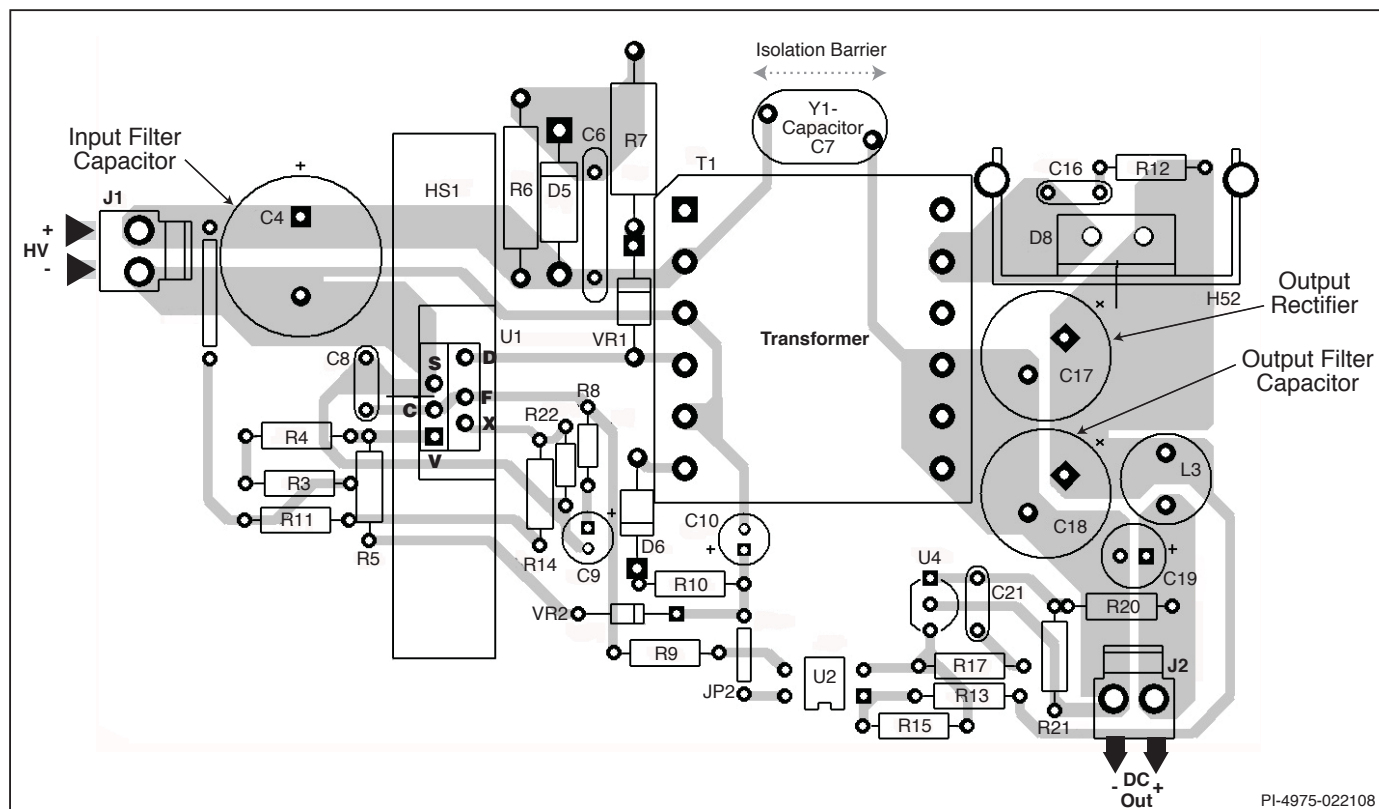 Isolation Barrier
Y1-
Capacitor
C7
Input Filter
Capacitor
+
C6
R7
T1
C16
R12
J1
HS1
R6
D5
C4
+
HV
-
D8
H52
Output
Rectifier
U1
VR1
Transformer
C8
S
D
C17
Output Filter
Capacitor
C
F
R8
X
R22
R4
V
L3
R3
R11
C18
R5
R14
+
C9
D6
C10
+
U4
C19
+
R10
C21
R20
VR2
R9
R17
J2
JP2
U2
R13
R21
R15
- DC +
Out
PI-4975-022108